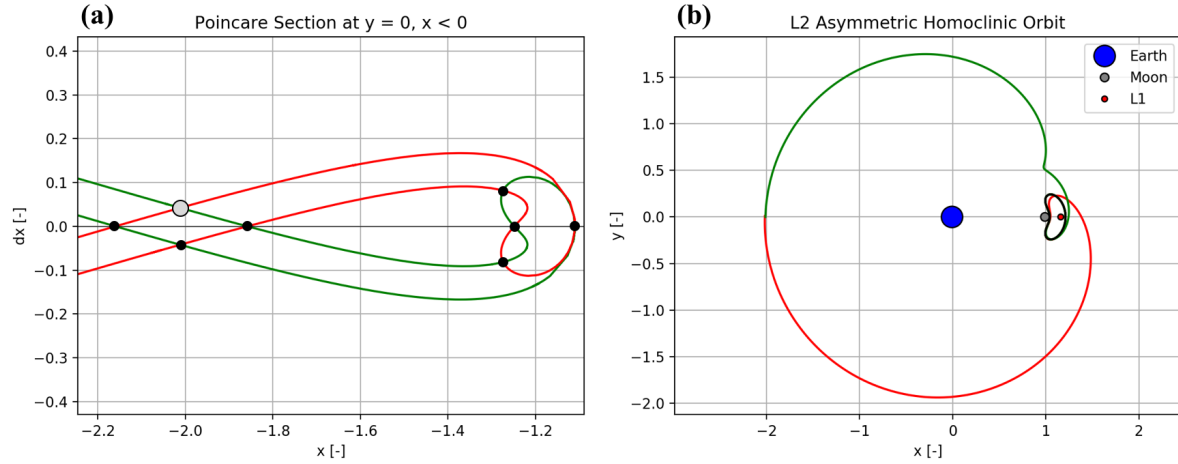 (a)
Poincare Section at y = 0, x < 0
0.4
0.3
0.2
0.1
0.0
−0.1
−0.2
−0.3
−0.4
dx [-]
−2.2 −2.0 −1.8 −1.6 −1.4 −1.2
x [-]
(b)
L2 Asymmetric Homoclinic Orbit
Earth
Moon
L1
1.5
1.0
0.5
0.0
−0.5
−1.0
−1.5
−2.0
y [-]
−2 −1 0 1 2
x [-]